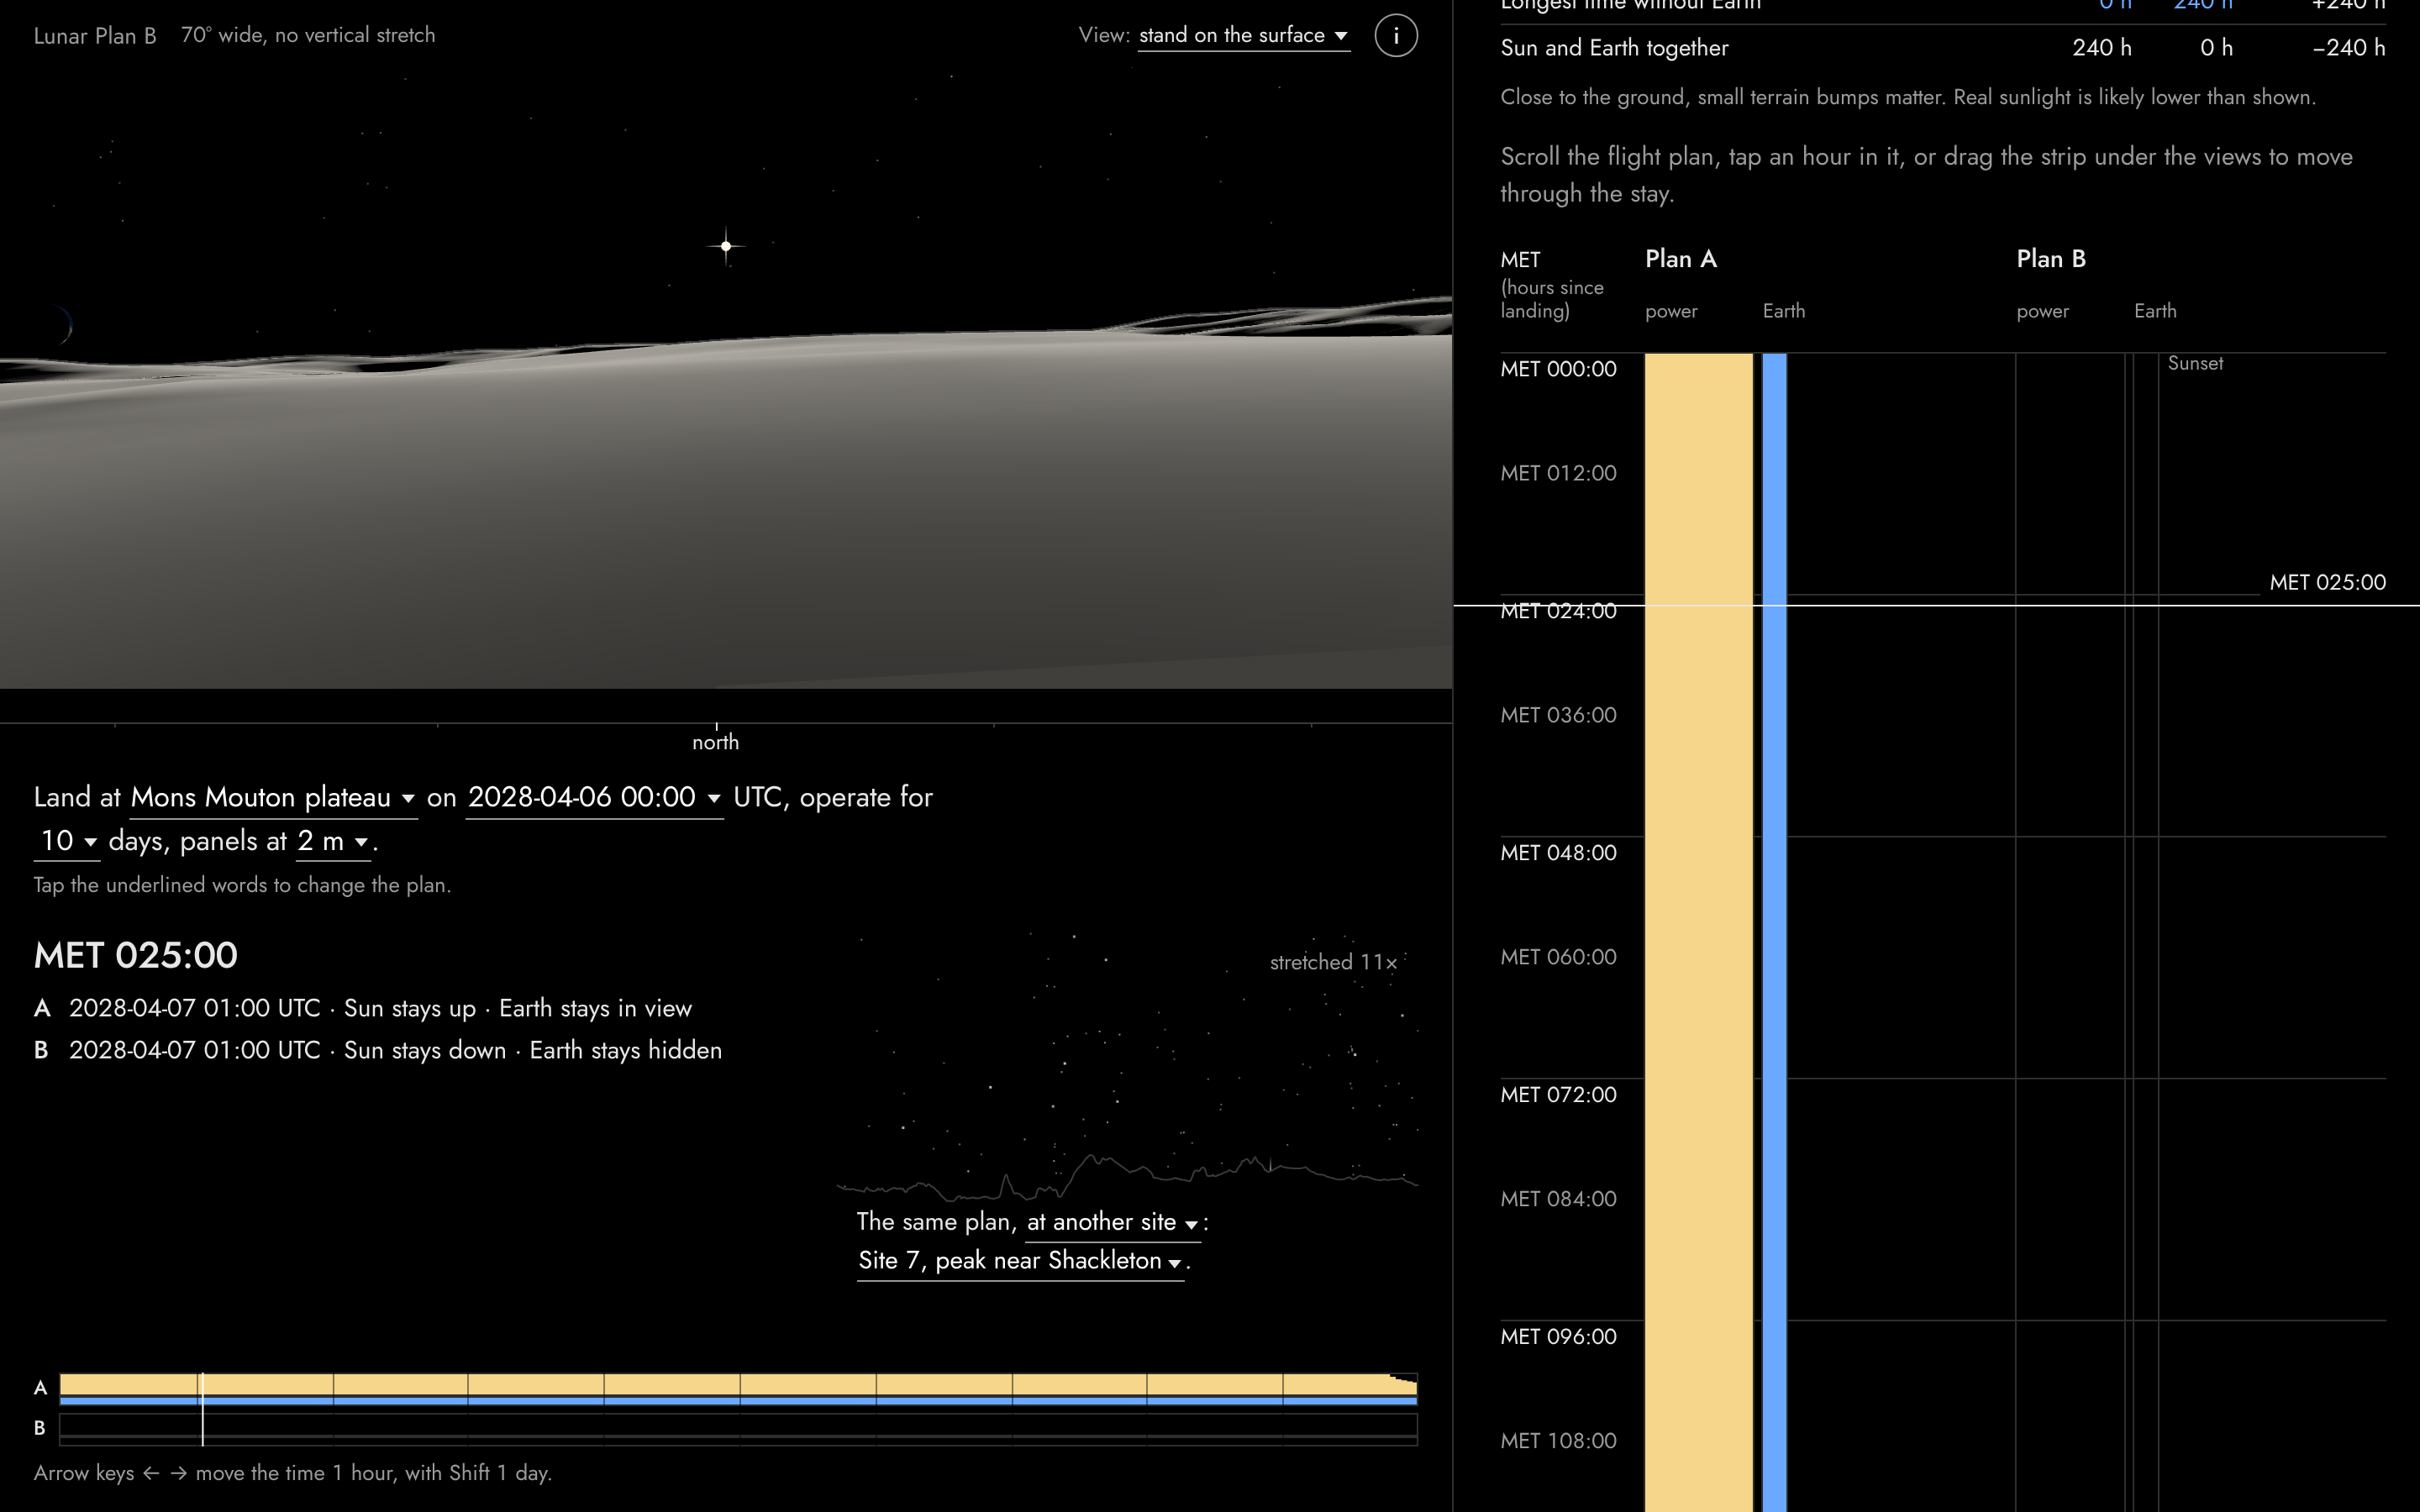 Lunar Plan B 70° wide, no vertical stretch
View: stand on the surface
i
north
Land at Mons Mouton plateau on 2028-04-06 00:00 UTC, operate for
10 days, panels at 2 m.
Tap the underlined words to change the plan.
MET 025:00
A 2028-04-07 01:00 UTC · Sun stays up · Earth stays in view
B 2028-04-07 01:00 UTC · Sun stays down · Earth stays hidden
stretched 11×
The same plan, at another site:
Site 7, peak near Shackleton.
A
B
Arrow keys ← → move the time 1 hour, with Shift 1 day.
Longest time without Earth 0 h 240 h +240 h
Sun and Earth together 240 h 0 h −240 h
Close to the ground, small terrain bumps matter. Real sunlight is likely lower than shown.
Scroll the flight plan, tap an hour in it, or drag the strip under the views to move
through the stay.
MET Plan A Plan B
(hours since
landing) power Earth power Earth
MET 000:00 Sunset
MET 012:00
MET 025:00
MET 024:00
MET 036:00
MET 048:00
MET 060:00
MET 072:00
MET 084:00
MET 096:00
MET 108:00